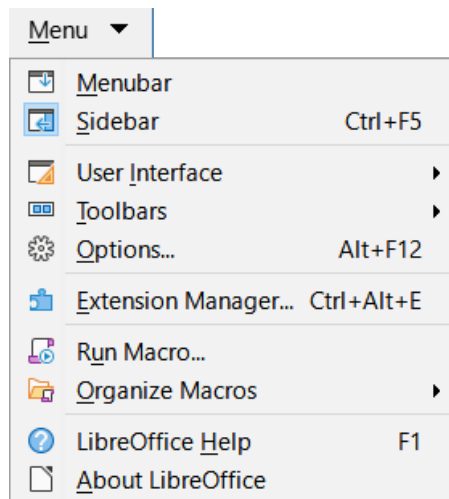 Menu
Menubar
Sidebar Ctrl+F5
User Interface
Toolbars
Options... Alt+F12
Extension Manager... Ctrl+Alt+E
Run Macro...
Organize Macros
LibreOffice Help F1
About LibreOffice